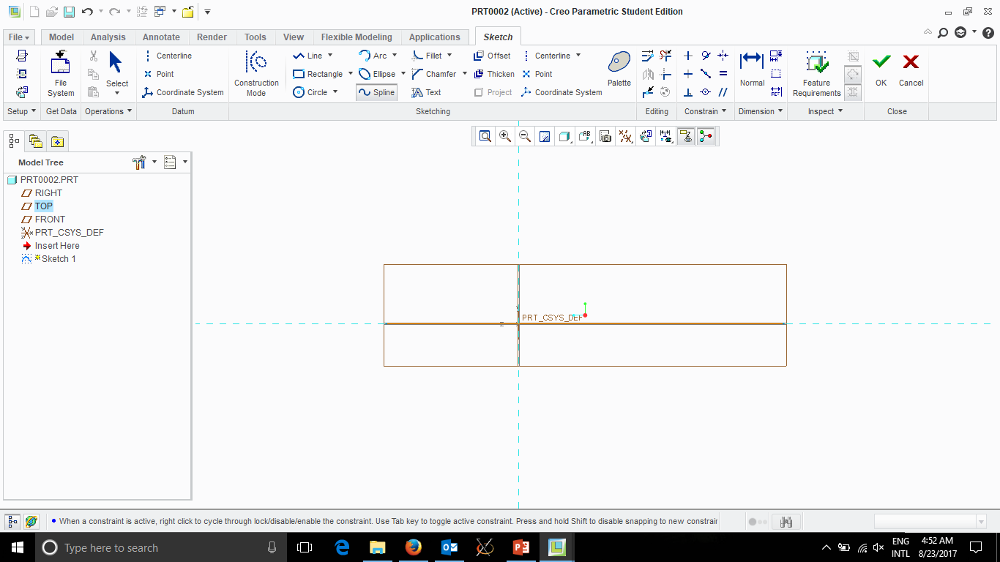 PRT0002 (Active) - Creo Parametric Student Edition
File Model Analysis Annotate Render Tools View Flexible Modeling Applications Sketch
Centerline Line Arc Fillet Offset Centerline
Point Rectangle Ellipse Chamfer Thicken Point
Coordinate System Circle Spline Text Project Coordinate System
File System
Select
Construction Mode
Palette
Normal
Feature Requirements
OK
Cancel
REF
Setup Get Data Operations Datum Sketching Editing Constrain Dimension Inspect Close
Model Tree
PRT0002.PRT
RIGHT
TOP
FRONT
PRT_CSYS_DEF
Insert Here
Sketch 1
PRT_CSYS_DEF
Z
When a constraint is active, right click to cycle through lock/disable/enable the constraint. Use Tab key to toggle active constraint. Press and hold Shift to disable snapping to new constrair
Type here to search
ENG
INTL
4:52 AM
8/23/2017